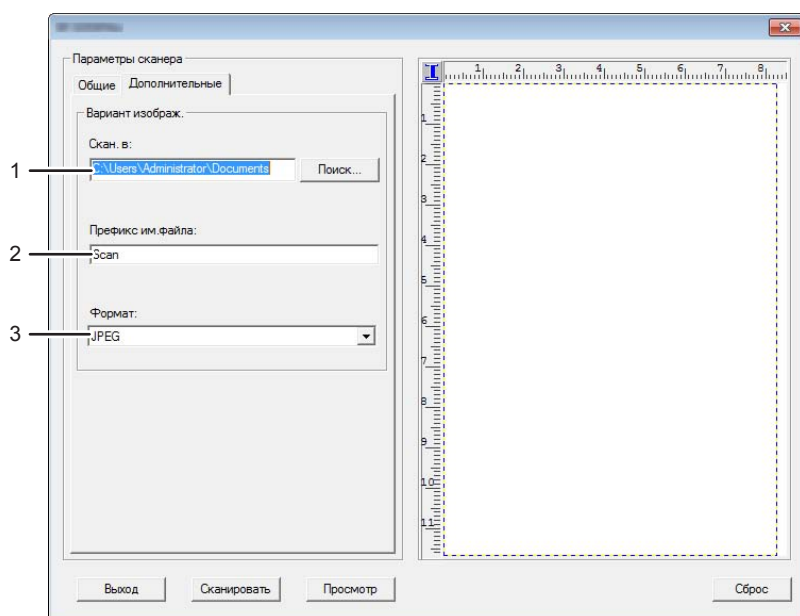 Параметры сканера
Общие Дополнительные
Вариант изображ.
Скан. в:
1 C:\Users\Administrator\Documents Поиск...
Префикс им.файла:
2 Scan
Формат:
3 JPEG
1 2 3 4 5 6 7 8
1
2
3
4
5
6
7
8
9
10
11
Выход Сканировать Просмотр Сброс